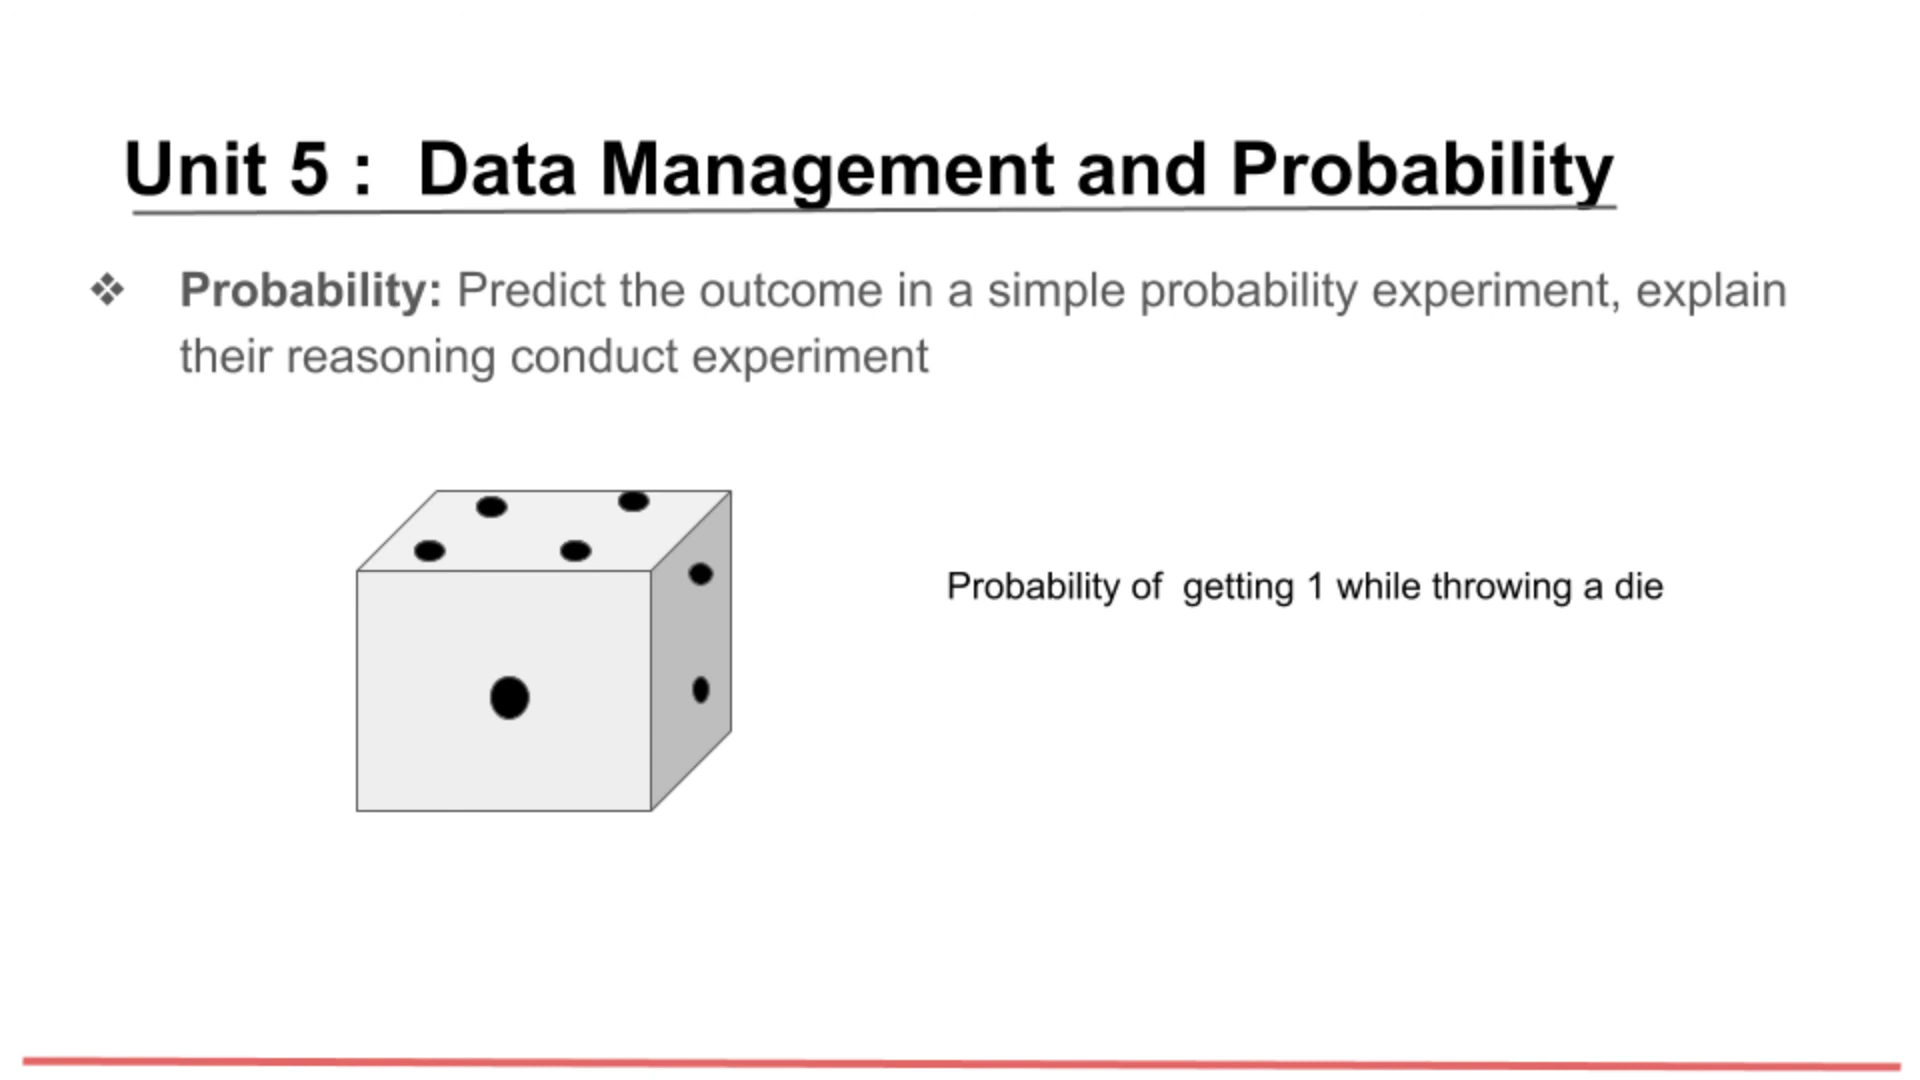 Unit 5 :  Data Management and Probability
❖ Probability: Predict the outcome in a simple probability experiment, explain
their reasoning conduct experiment
Probability of  getting 1 while throwing a die